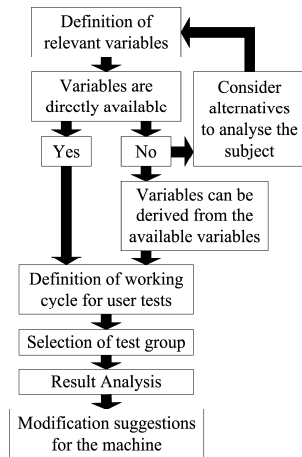 Definition of
relevant variables
Variables are
directly available
Consider
alternatives
to analyse the
subject
Yes
No
Variables can be
derived from the
available variables
Definition of working
cycle for user tests
Selection of test group
Result Analysis
Modification suggestions
for the machine